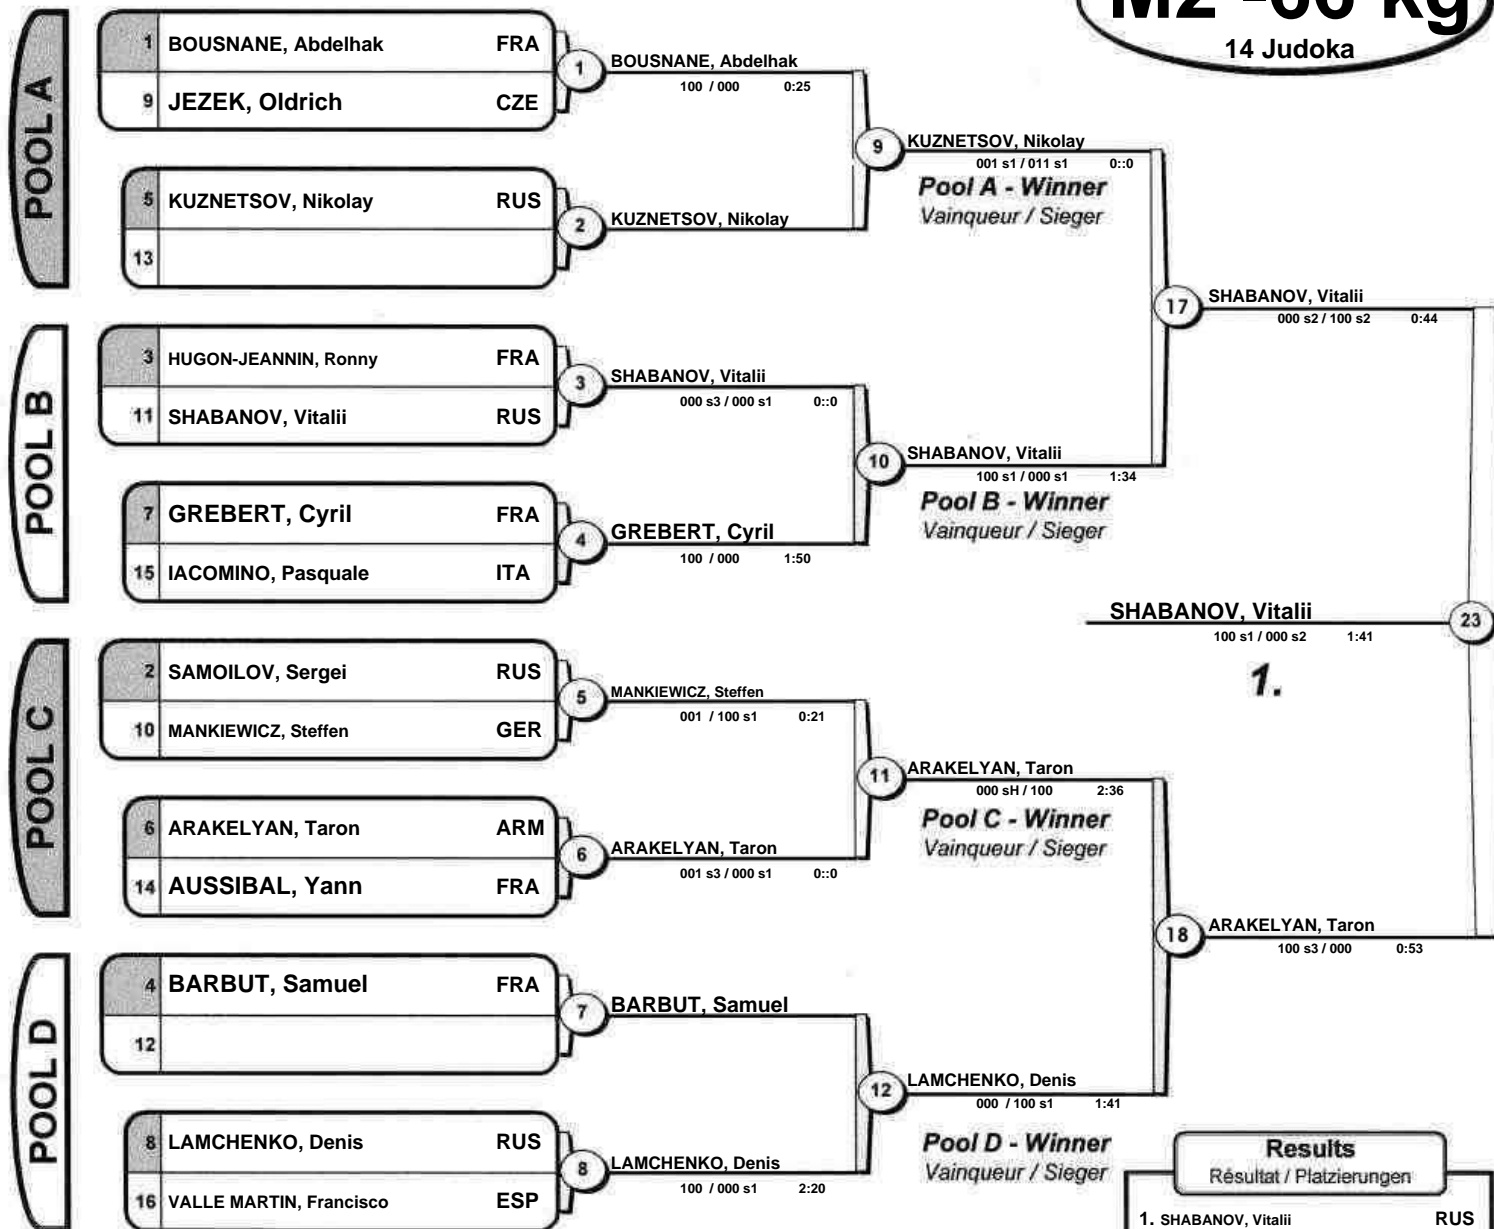 M2 -66 kg
14 Judoka
POOL A
1 BOUSNANE, Abdelhak FRA
9 JEZEK, Oldrich CZE
1
BOUSNANE, Abdelhak
100 / 000 0:25
5 KUZNETSOV, Nikolay RUS
13
2
KUZNETSOV, Nikolay
9
KUZNETSOV, Nikolay
001 s1 / 011 s1 0::0
Pool A - Winner
Vainqueur / Sieger
POOL B
3 HUGON-JEANNIN, Ronny FRA
11 SHABANOV, Vitalii RUS
3
SHABANOV, Vitalii
000 s3 / 000 s1 0::0
7 GREBERT, Cyril FRA
15 IACOMINO, Pasquale ITA
4
GREBERT, Cyril
100 / 000 1:50
10
SHABANOV, Vitalii
100 s1 / 000 s1 1:34
Pool B - Winner
Vainqueur / Sieger
17
SHABANOV, Vitalii
000 s2 / 100 s2 0:44
SHABANOV, Vitalii
100 s1 / 000 s2 1:41
23
1.
POOL C
2 SAMOILOV, Sergei RUS
10 MANKIEWICZ, Steffen GER
5
MANKIEWICZ, Steffen
001 / 100 s1 0:21
6 ARAKELYAN, Taron ARM
14 AUSSIBAL, Yann FRA
6
ARAKELYAN, Taron
001 s3 / 000 s1 0::0
11
ARAKELYAN, Taron
000 sH / 100 2:36
Pool C - Winner
Vainqueur / Sieger
POOL D
4 BARBUT, Samuel FRA
12
7
BARBUT, Samuel
8 LAMCHENKO, Denis RUS
16 VALLE MARTIN, Francisco ESP
8
LAMCHENKO, Denis
100 / 000 s1 2:20
12
LAMCHENKO, Denis
000 / 100 s1 1:41
Pool D - Winner
Vainqueur / Sieger
18
ARAKELYAN, Taron
100 s3 / 000 0:53
Results
Résultat / Platzierungen
1. SHABANOV, Vitalii RUS